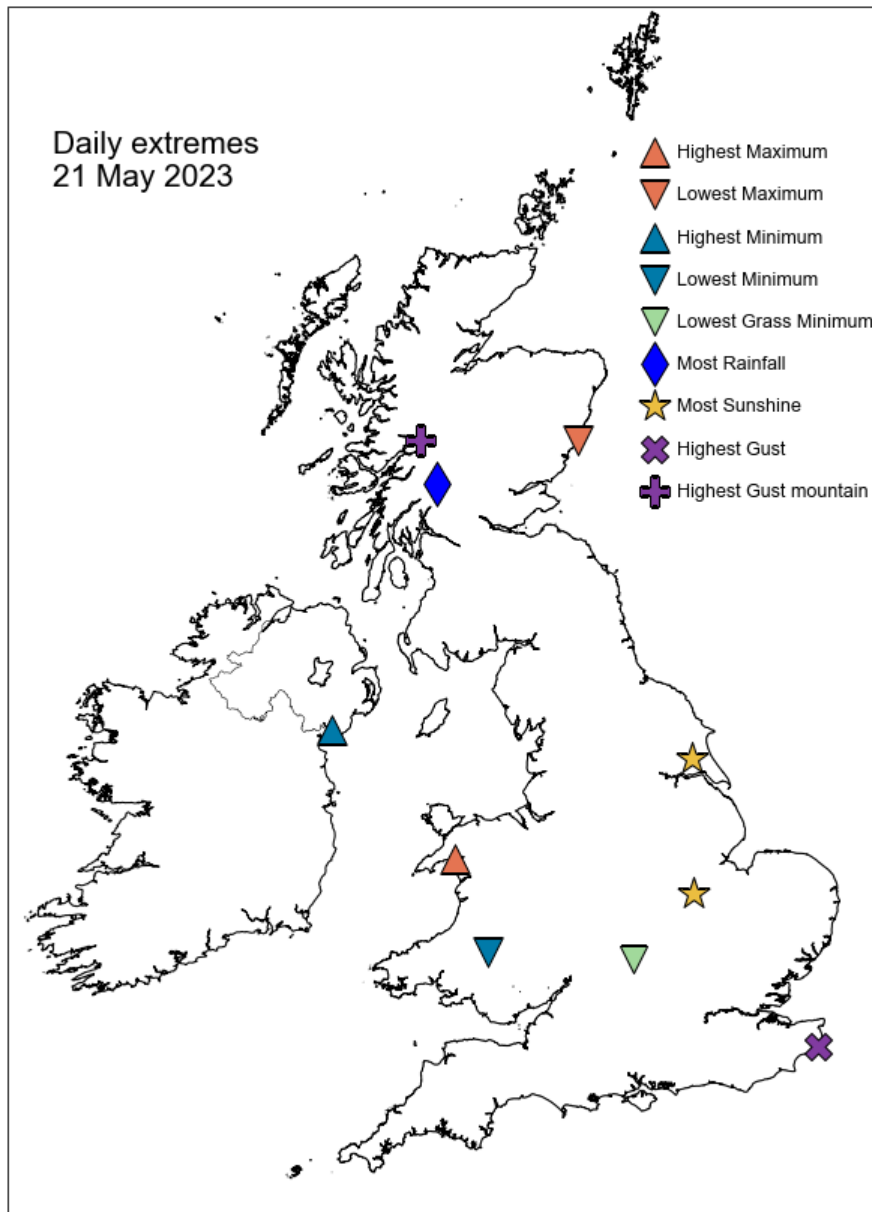 Daily extremes
21 May 2023
Highest Maximum
Lowest Maximum
Highest Minimum
Lowest Minimum
Lowest Grass Minimum
Most Rainfall
Most Sunshine
Highest Gust
Highest Gust mountain